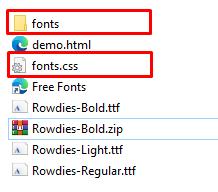 fonts
demo.html
fonts.css
Free Fonts
Rowdies-Bold.ttf
Rowdies-Bold.zip
Rowdies-Light.ttf
Rowdies-Regular.ttf